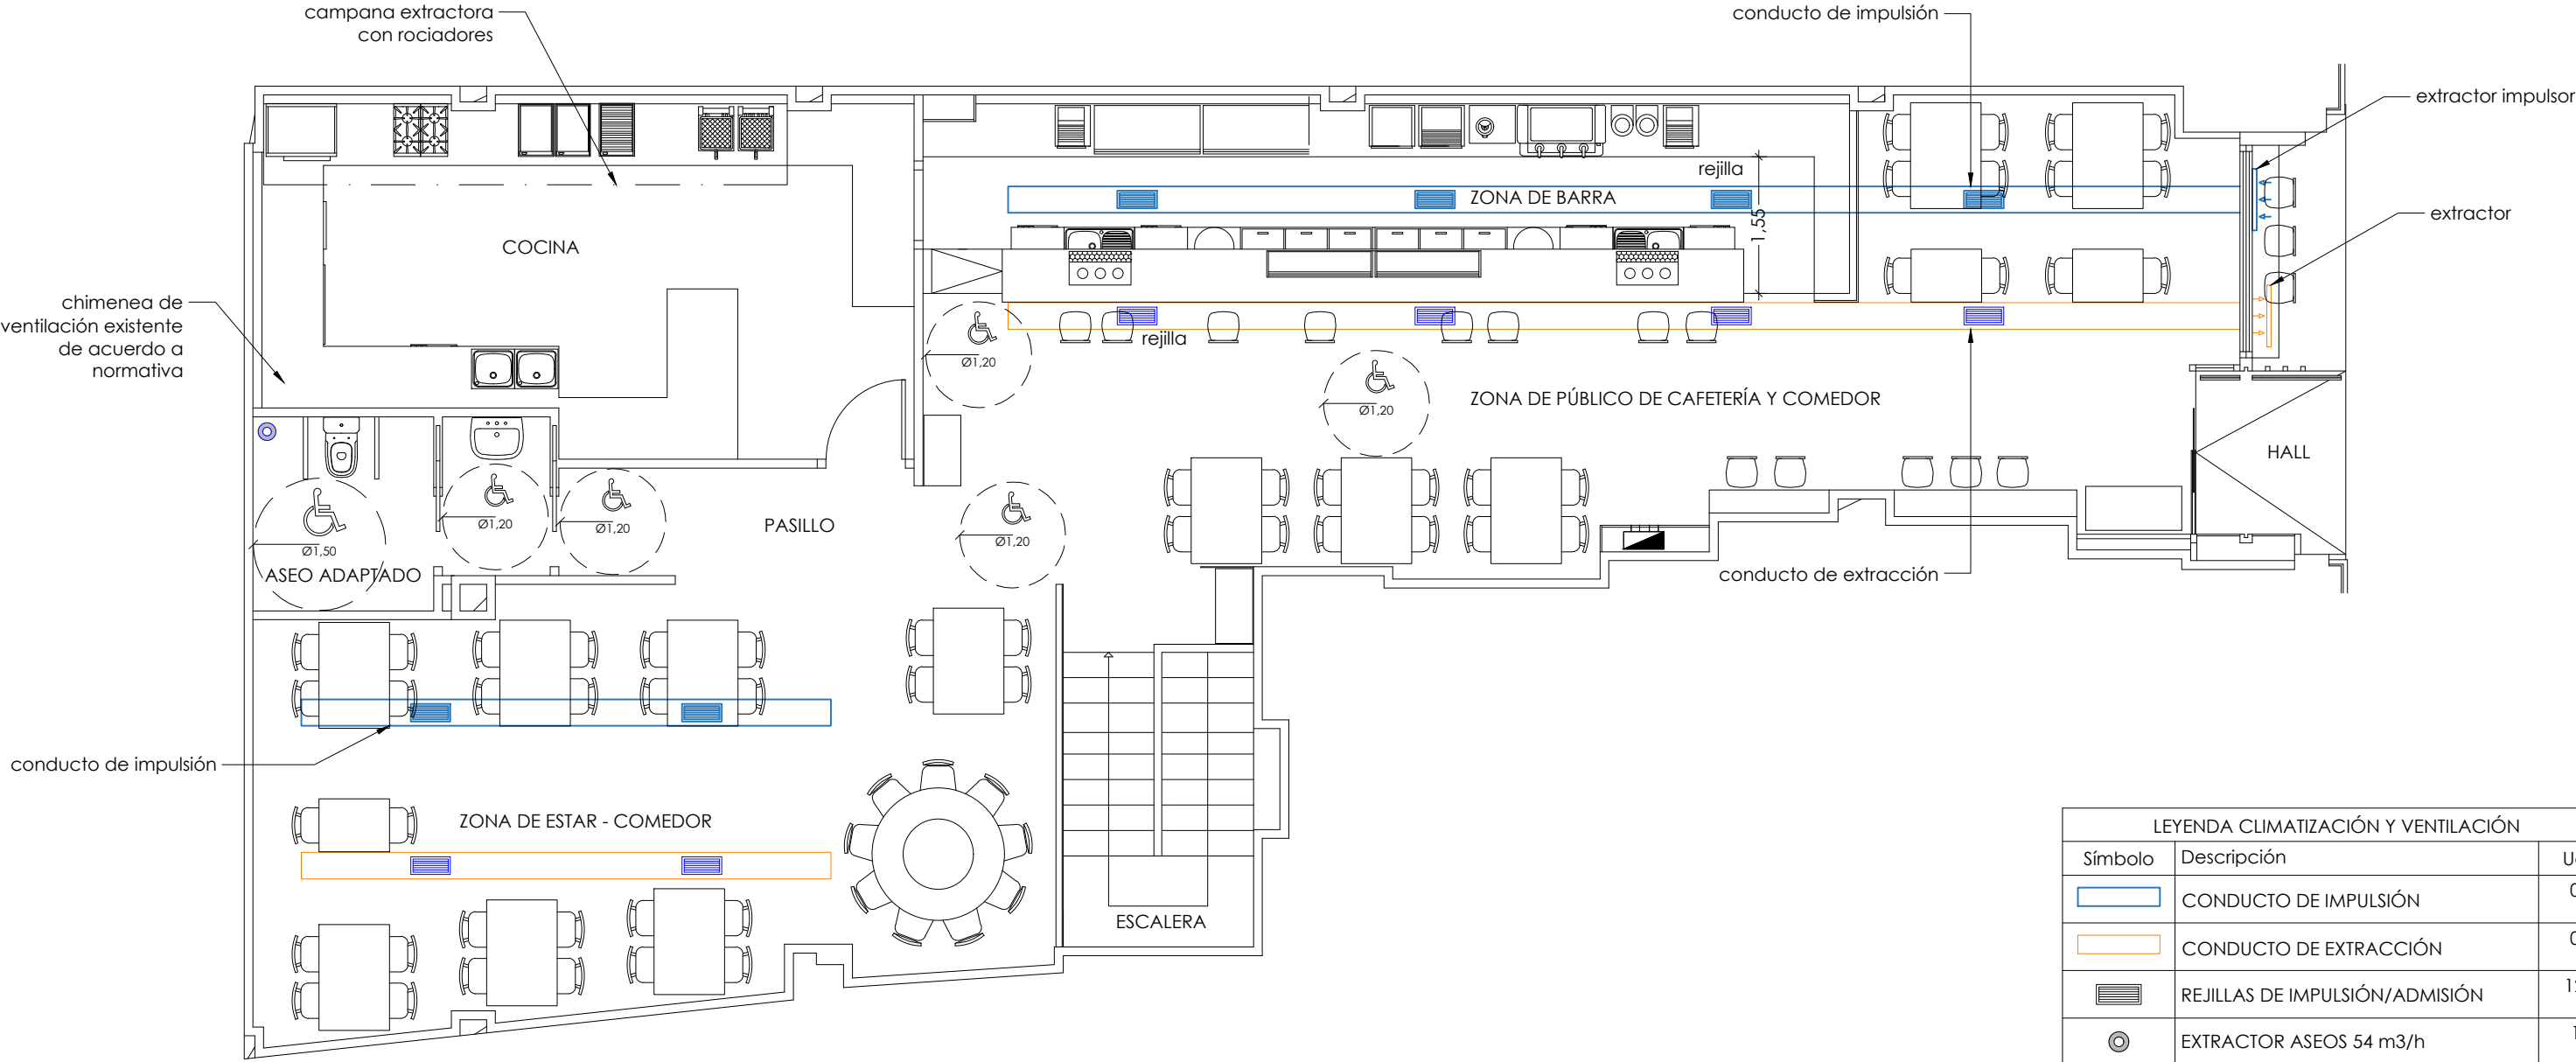 campana extractora
con rociadores
conducto de impulsión
extractor impulsor
rejilla
ZONA DE BARRA
1,55
extractor
COCINA
chimenea de
ventilación existente
de acuerdo a
normativa
rejilla
Ø1,20
Ø1,20
ZONA DE PÚBLICO DE CAFETERÍA Y COMEDOR
HALL
Ø1,50
Ø1,20
Ø1,20
PASILLO
Ø1,20
ASEO ADAPTADO
conducto de extracción
conducto de impulsión
ZONA DE ESTAR - COMEDOR
ESCALERA
LEYENDA CLIMATIZACIÓN Y VENTILACIÓN
Símbolo Descripción
CONDUCTO DE IMPULSIÓN
CONDUCTO DE EXTRACCIÓN
REJILLAS DE IMPULSIÓN/ADMISIÓN
EXTRACTOR ASEOS 54 m3/h